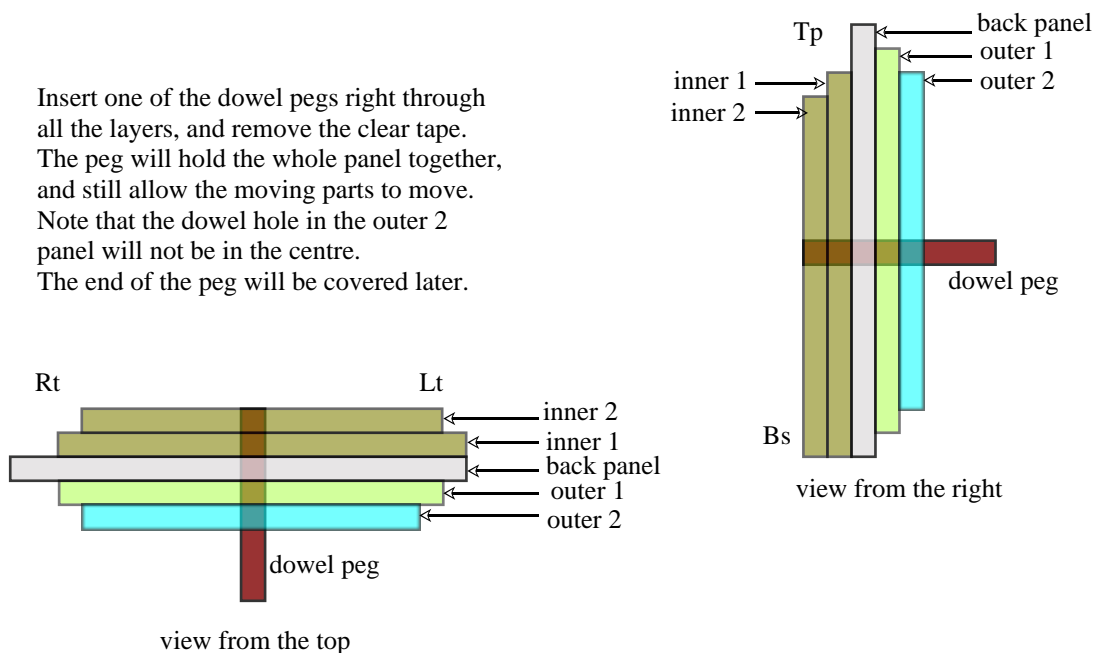 Insert one of the dowel pegs right through
all the layers, and remove the clear tape.
The peg will hold the whole panel together,
and still allow the moving parts to move.
Note that the dowel hole in the outer 2
panel will not be in the centre.
The end of the peg will be covered later.
Tp
back panel
outer 1
outer 2
inner 1
inner 2
dowel peg
Bs
view from the right
Rt
Lt
inner 2
inner 1
back panel
outer 1
outer 2
dowel peg
view from the top